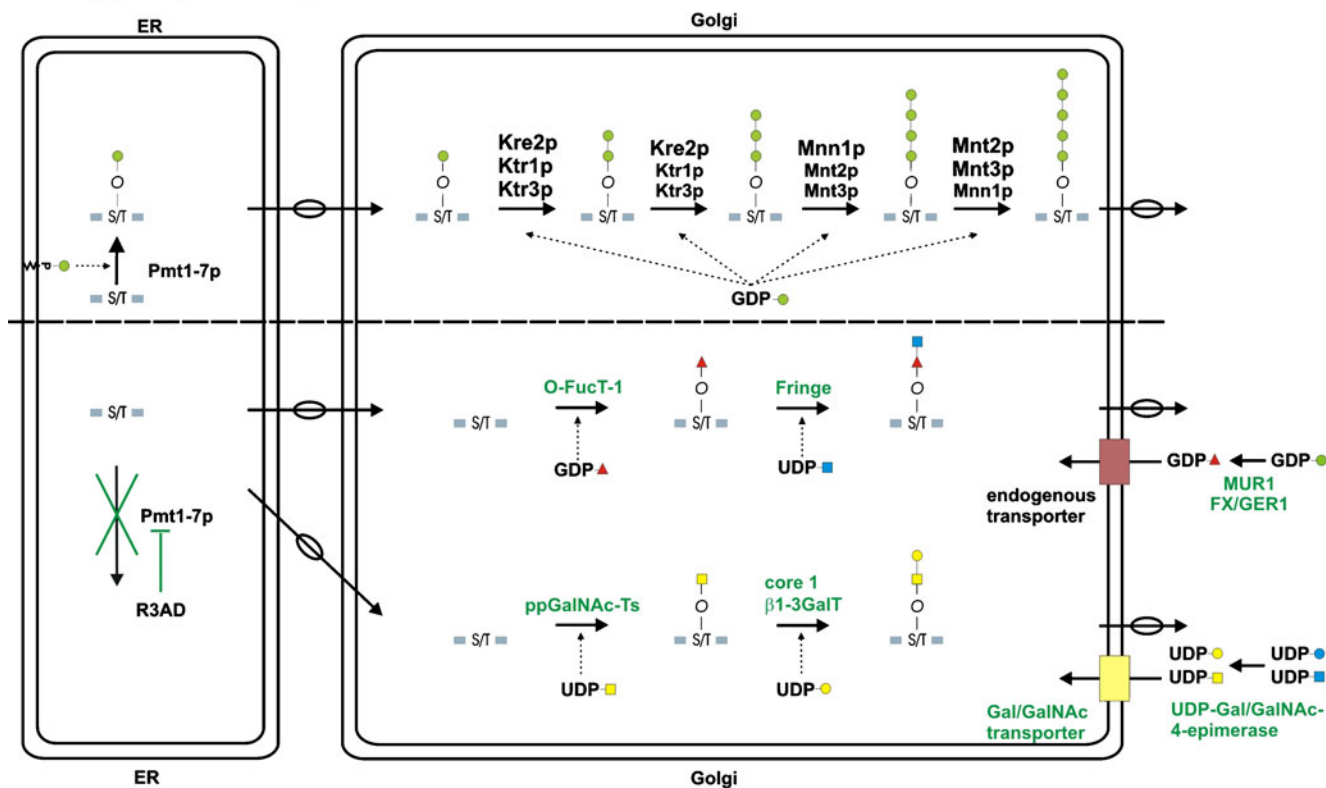 ER
Golgi
O
S/T
P
Pmt1-7p
S/T
O
S/T
Kre2p
Ktr1p
Ktr3p
O
S/T
Kre2p
Ktr1p
Ktr3p
O
S/T
Mnn1p
Mnt2p
Mnt3p
O
S/T
Mnt2p
Mnt3p
Mnn1p
O
S/T
GDP
S/T
Pmt1-7p
R3AD
S/T
O-FucT-1
GDP
O
S/T
Fringe
UDP
O
S/T
endogenous
transporter
GDP
GDP
MUR1
FX/GER1
S/T
ppGalNAc-Ts
UDP
O
S/T
core 1
β1-3GalT
UDP
O
S/T
Gal/GalNAc
transporter
UDP
UDP
UDP
UDP
UDP-Gal/GalNAc-
4-epimerase
ER
Golgi